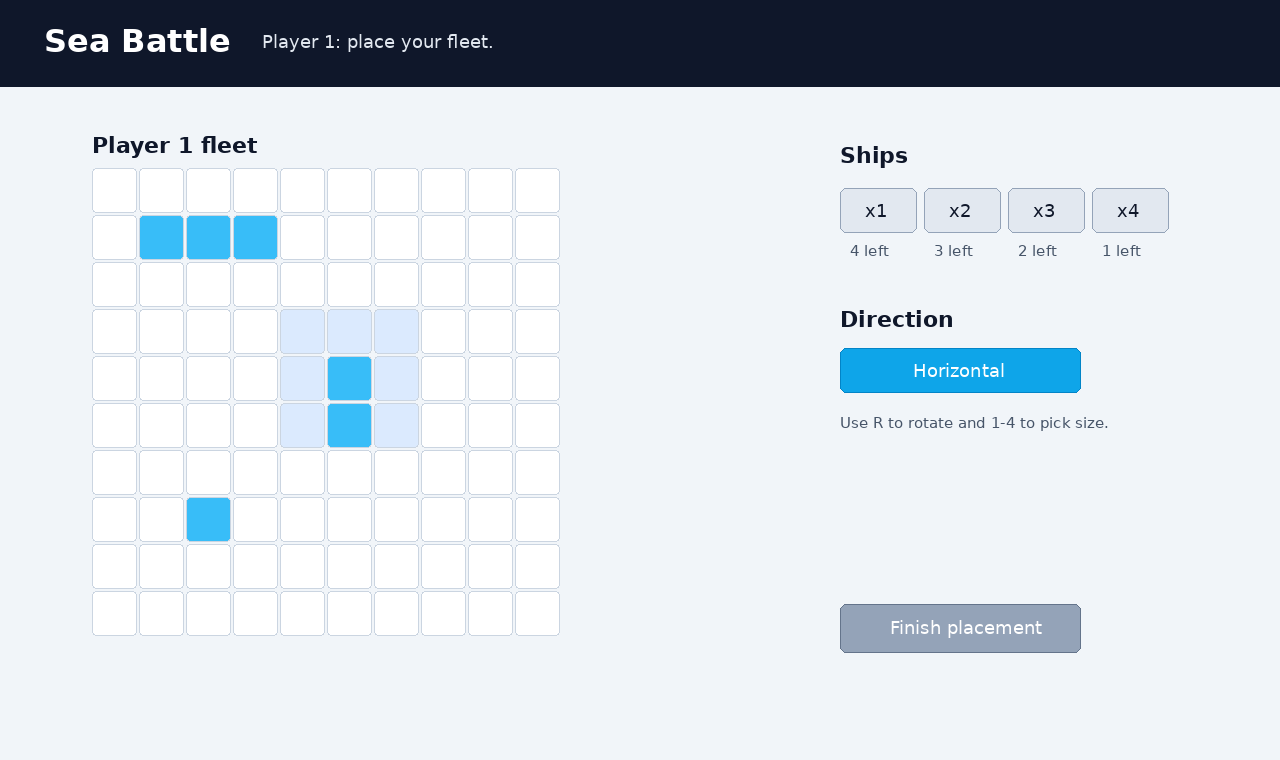 Sea Battle
Player 1: place your fleet.
Player 1 fleet
Ships
x1 x2 x3 x4
4 left 3 left 2 left 1 left
Direction
Horizontal
Use R to rotate and 1-4 to pick size.
Finish placement